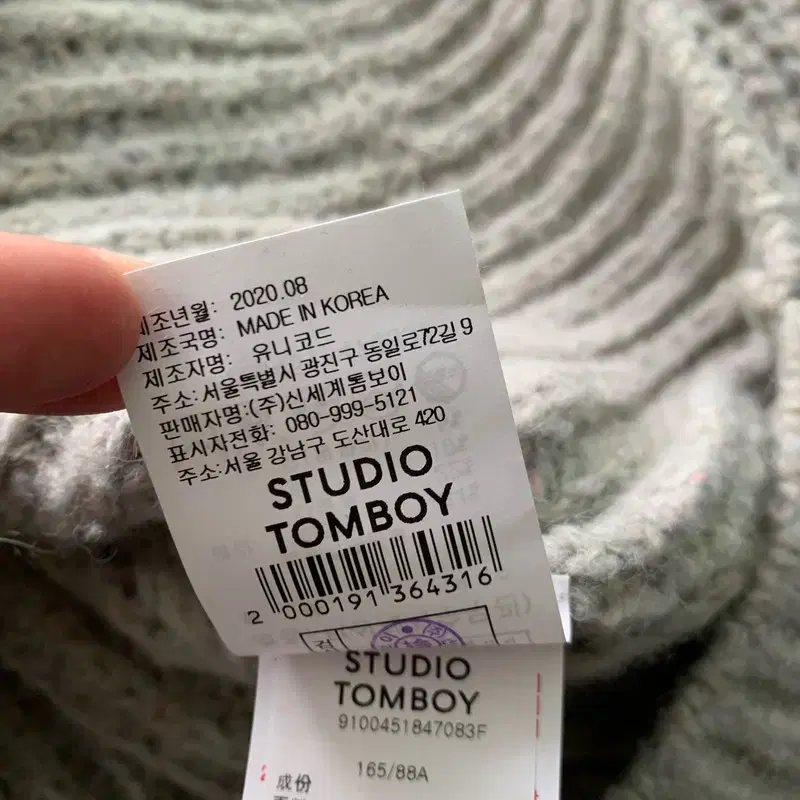 제조년월: 2020.08
제조국명: MADE IN KOREA
제조자명: 유니코드
주소:서울특별시 광진구 동일로72길 9
판매자명:(주)신세계톰보이
표시자전화: 080-999-5121
주소:서울 강남구 도산대로 420
STUDIO
TOMBOY
2 000191 364316
STUDIO
TOMBOY
9100451847083F
165/88A
成份